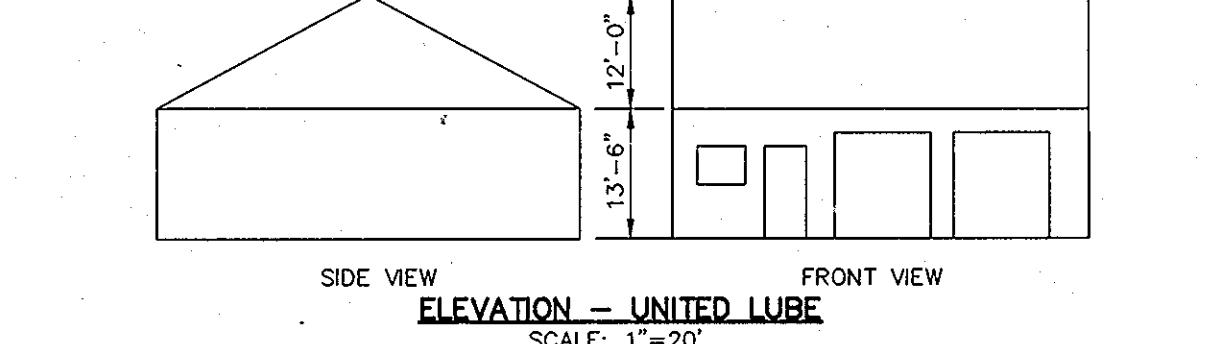 12'-0"
13'-6"
SIDE VIEW
FRONT VIEW
ELEVATION - UNITED LUBE
SCALE: 1"=20'